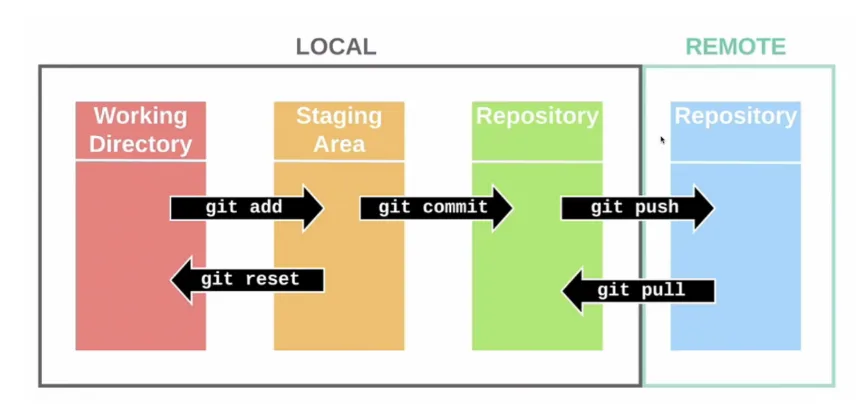 LOCAL
REMOTE
Working
Directory
Staging
Area
Repository
Repository
git add
git commit
git push
git reset
git pull